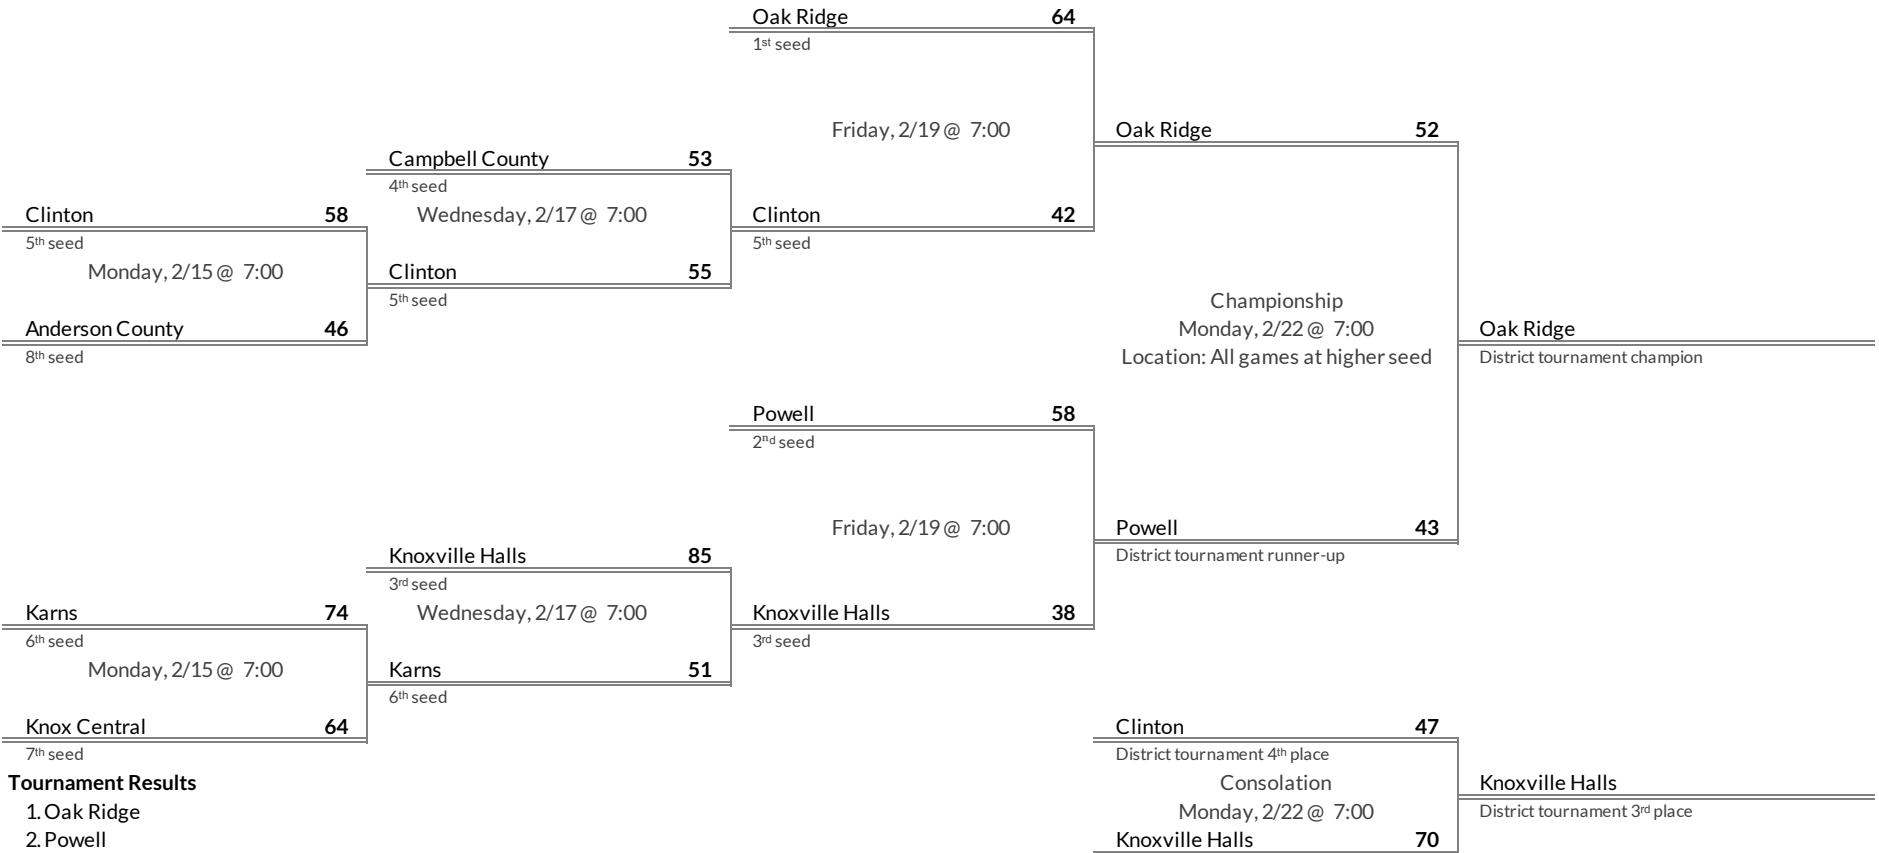 Oak Ridge 64
1st seed
Friday, 2/19 @ 7:00
Oak Ridge 52
Campbell County 53
4th seed
Clinton 58
Wednesday, 2/17 @ 7:00
Clinton 42
5th seed
5th seed
Monday, 2/15 @ 7:00
Clinton 55
5th seed
Championship
Anderson County 46
Monday, 2/22 @ 7:00
Oak Ridge
8th seed
Location: All games at higher seed
District tournament champion
Powell 58
2nd seed
Friday, 2/19 @ 7:00
Powell 43
Knoxville Halls 85
District tournament runner-up
3rd seed
Karns 74
Wednesday, 2/17 @ 7:00
Knoxville Halls 38
6th seed
3rd seed
Monday, 2/15 @ 7:00
Karns 51
6th seed
Knox Central 64
Clinton 47
7th seed
District tournament 4th place
Tournament Results
Consolation
Knoxville Halls
1. Oak Ridge
Monday, 2/22 @ 7:00
District tournament 3rd place
2. Powell
Knoxville Halls 70